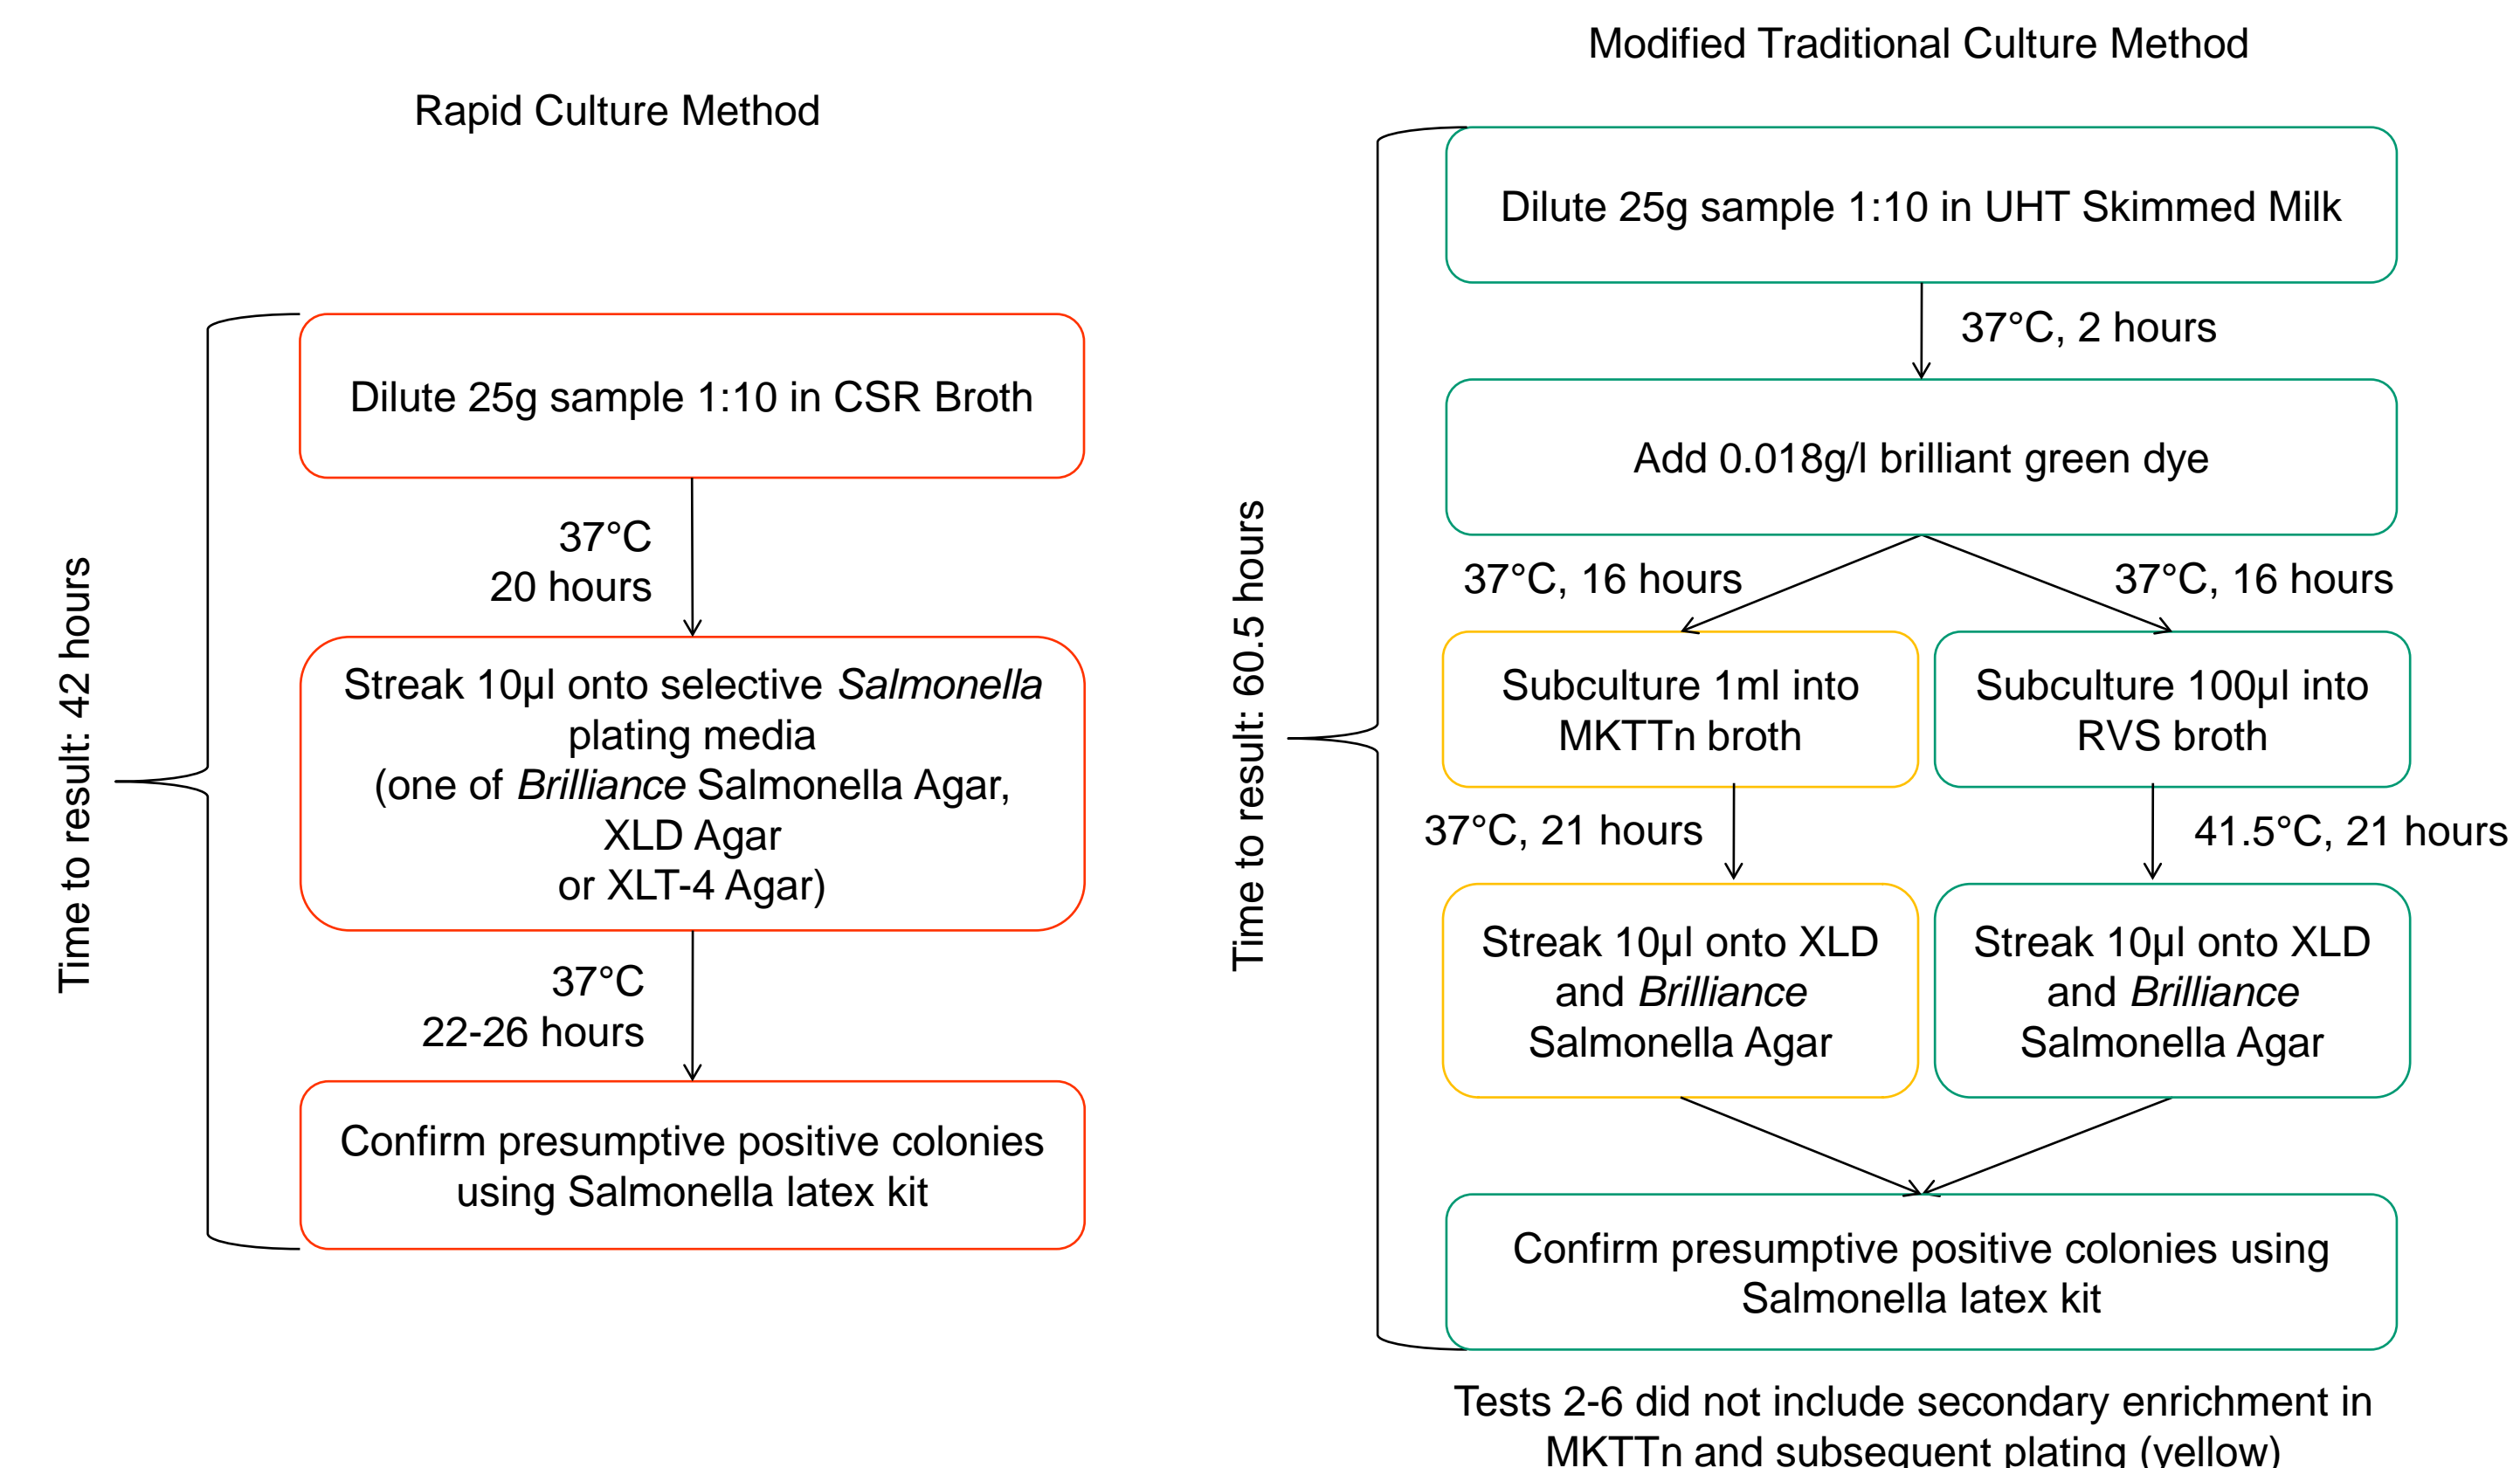 Rapid Culture Method
Time to result: 42 hours
Dilute 25g sample 1:10 in CSR Broth
37°C
20 hours
Streak 10µl onto selective Salmonella
plating media
(one of Brilliance Salmonella Agar,
XLD Agar
or XLT-4 Agar)
37°C
22-26 hours
Confirm presumptive positive colonies
using Salmonella latex kit
Modified Traditional Culture Method
Time to result: 60.5 hours
Dilute 25g sample 1:10 in UHT Skimmed Milk
37°C, 2 hours
Add 0.018g/l brilliant green dye
37°C, 16 hours
37°C, 16 hours
Subculture 1ml into
MKTTn broth
Subculture 100µl into
RVS broth
37°C, 21 hours
41.5°C, 21 hours
Streak 10µl onto XLD
and Brilliance
Salmonella Agar
Streak 10µl onto XLD
and Brilliance
Salmonella Agar
Confirm presumptive positive colonies using
Salmonella latex kit
Tests 2-6 did not include secondary enrichment in
MKTTn and subsequent plating (yellow)